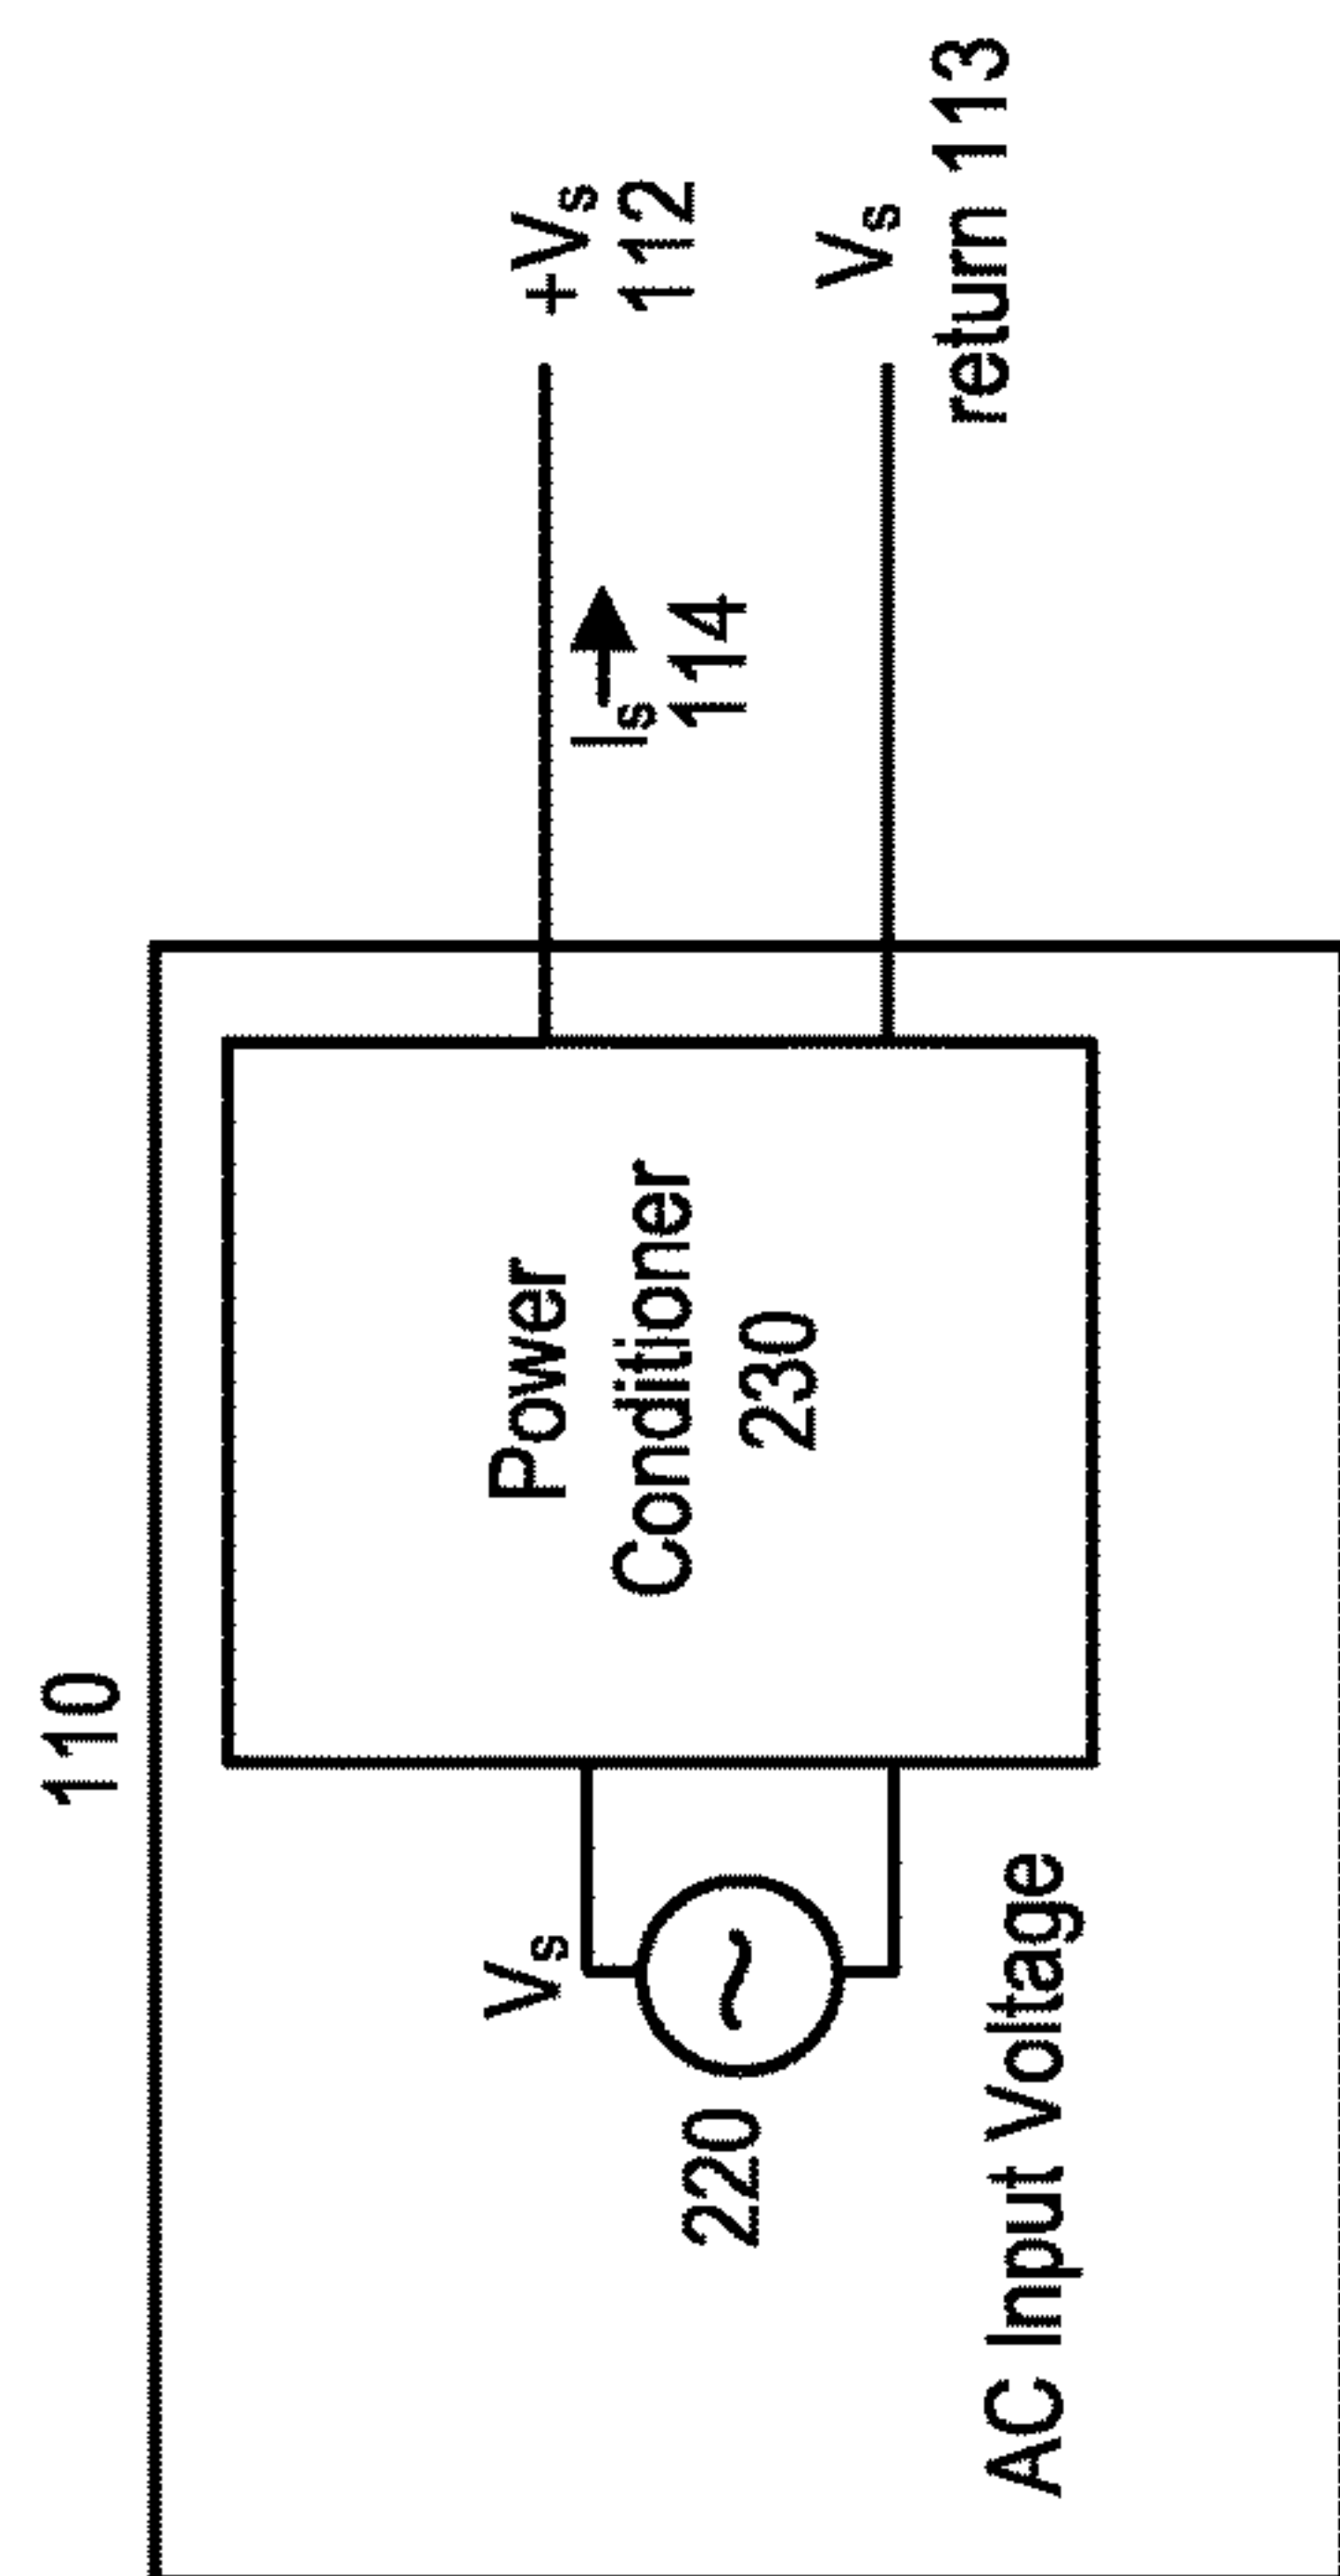 110
Vs
220
AC Input Voltage
Power
Conditioner
230
Is
114
+Vs
112
Vs
return 113